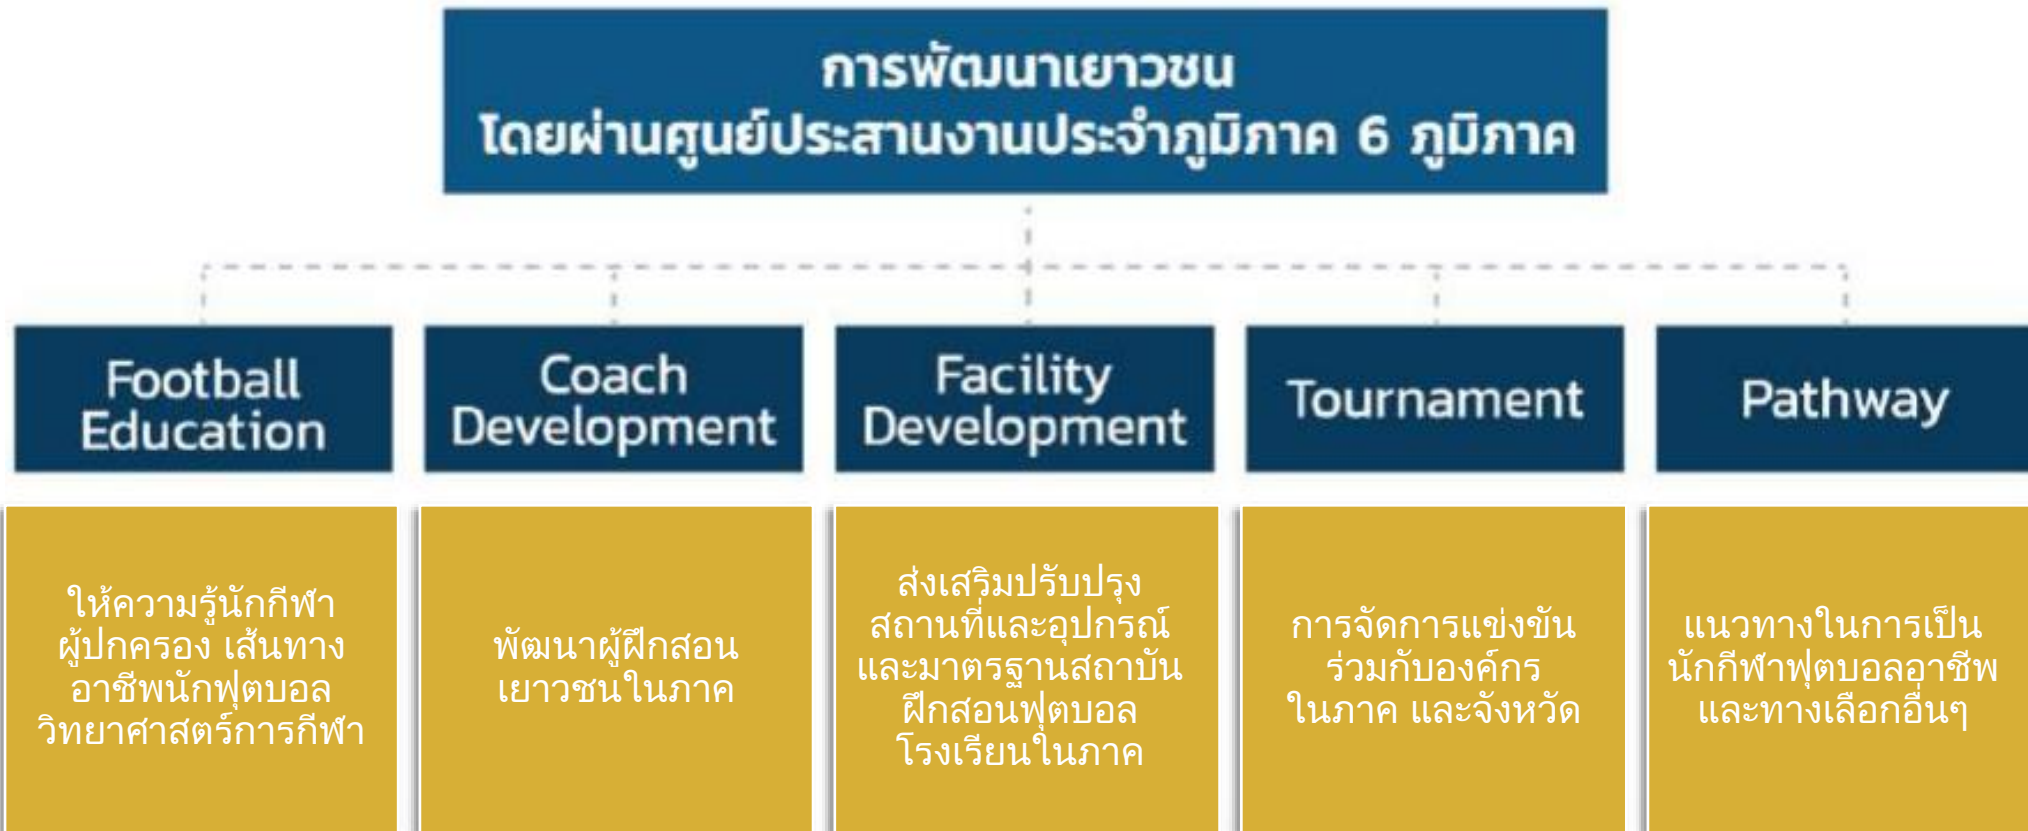 การพัฒนาเยาวชน
โดยผ่านศูนย์ประสานงานประจำภูมิภาค 6 ภูมิภาค
Football
Education
Coach
Development
Facility
Development
Tournament
Pathway
ให้ความรู้นักกีฬา
ผู้ปกครอง เส้นทาง
อาชีพนักฟุตบอล
วิทยาศาสตร์การกีฬา
พัฒนาผู้ฝึกสอน
เยาวชนในภาค
ส่งเสริมปรับปรุง
สถานที่และอุปกรณ์
และมาตรฐานสถาบัน
ฝึกสอนฟุตบอล
โรงเรียนในภาค
การจัดการแข่งขัน
ร่วมกับองค์กร
ในภาค และจังหวัด
แนวทางในการเป็น
นักกีฬาฟุตบอลอาชีพ
และทางเลือกอื่นๆ